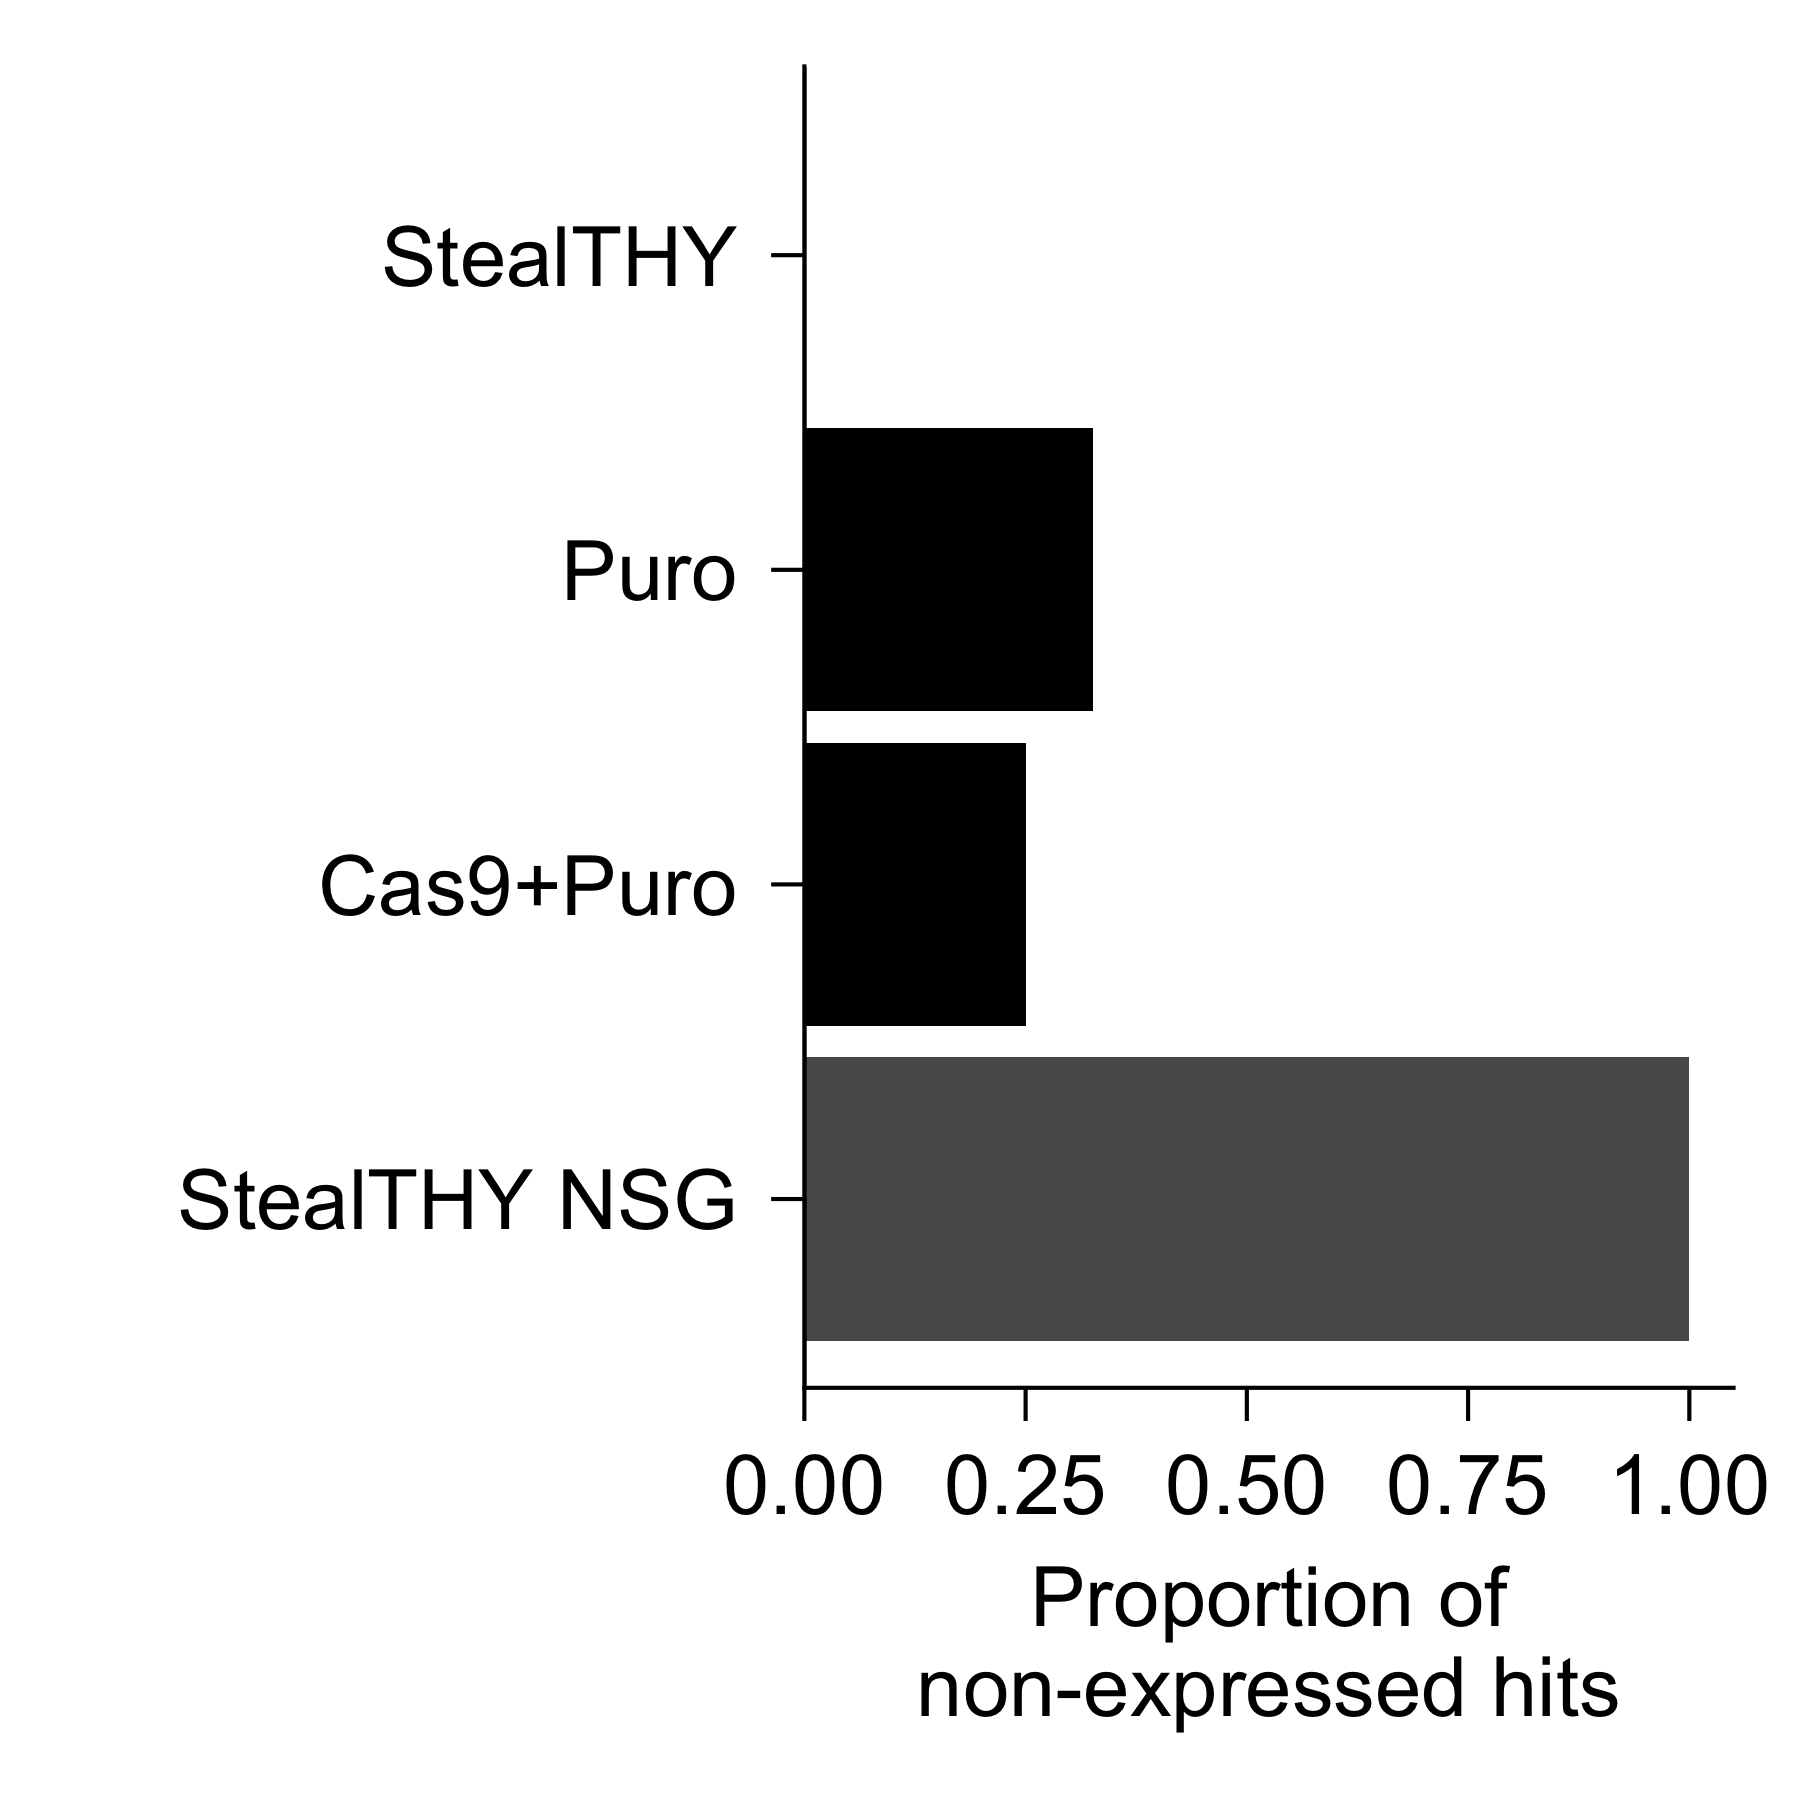 StealTHY
Puro
Cas9+Puro
StealTHY NSG
0.00 0.25 0.50 0.75 1.00
Proportion of
non-expressed hits